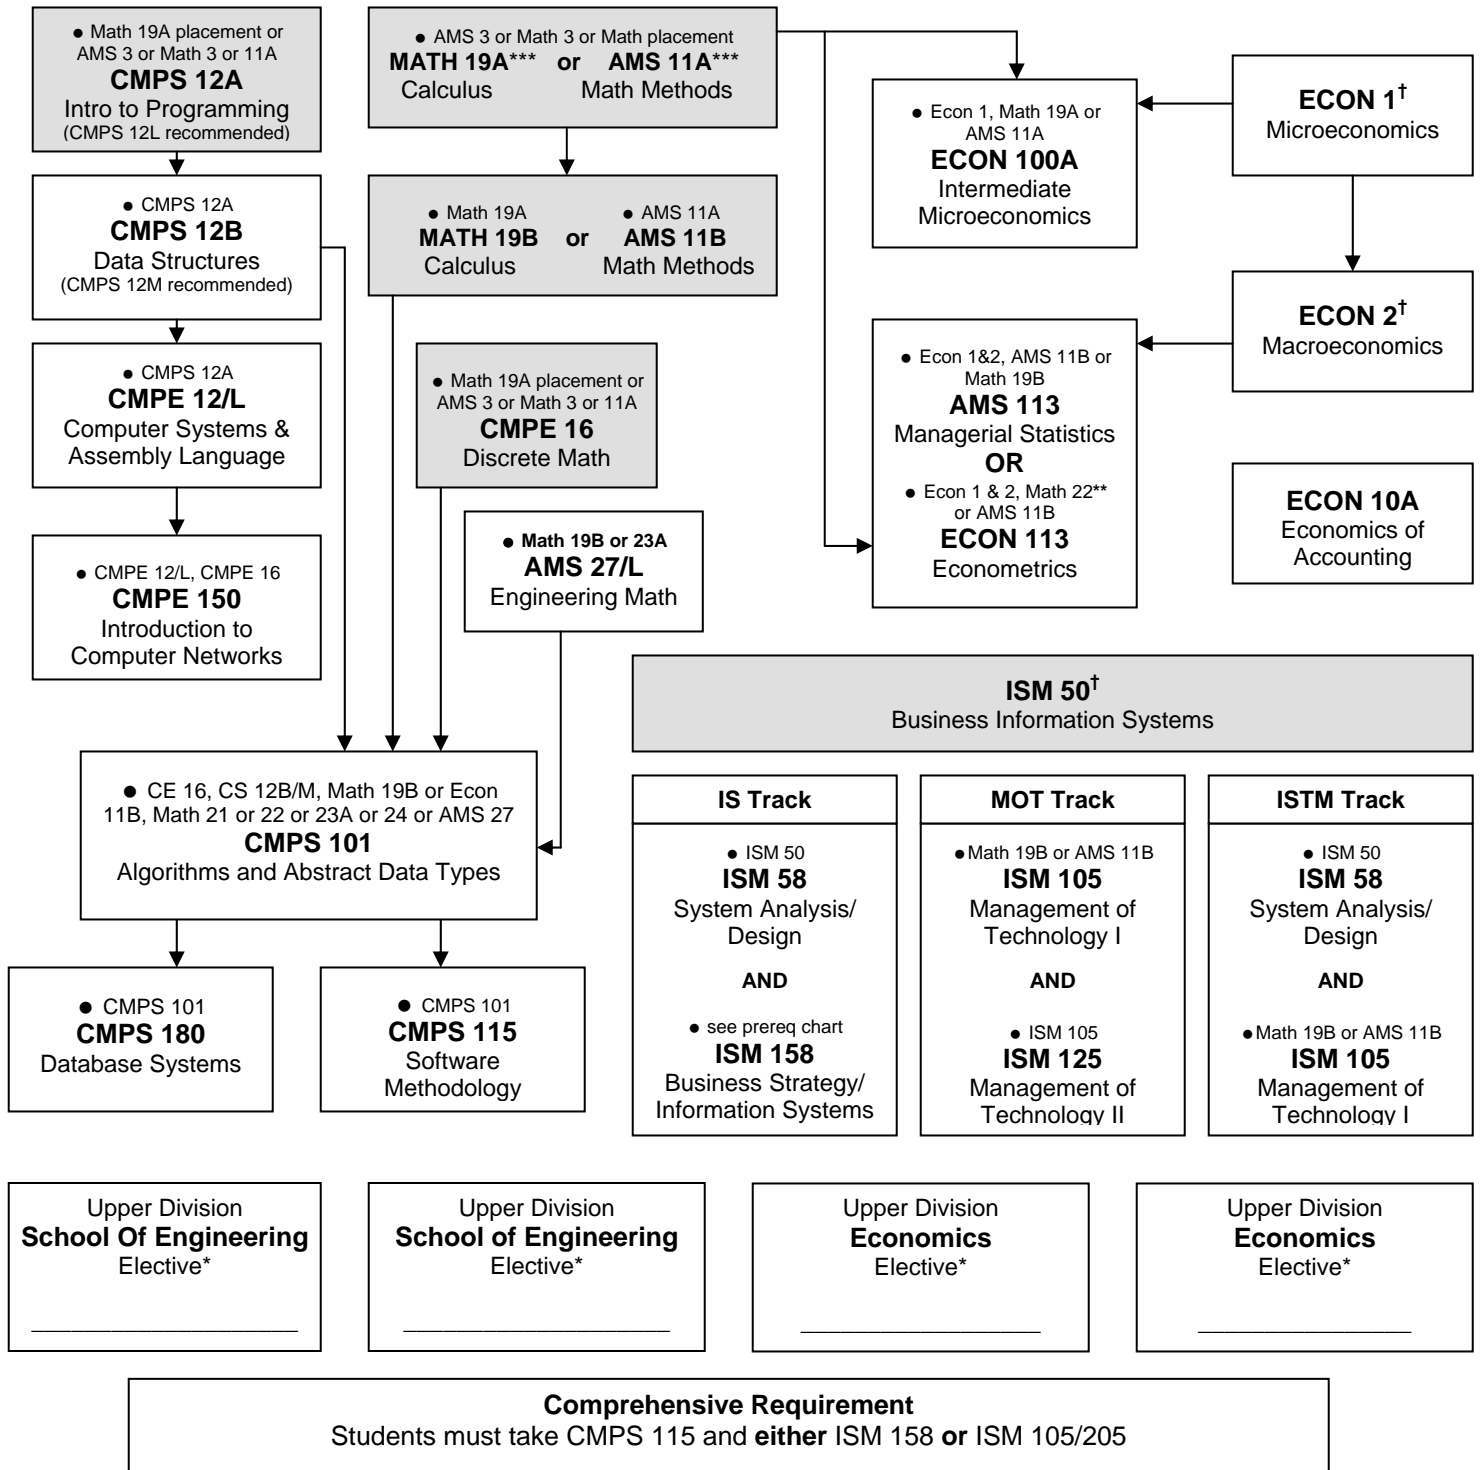 ● Math 19A placement or
AMS 3 or Math 3 or 11A
CMPS 12A
Intro to Programming
(CMPS 12L recommended)
● AMS 3 or Math 3 or Math placement
MATH 19A*** or AMS 11A***
Calculus Math Methods
● Econ 1, Math 19A or
AMS 11A
ECON 100A
Intermediate
Microeconomics
ECON 1†
Microeconomics
● CMPS 12A
CMPS 12B
Data Structures
(CMPS 12M recommended)
● Math 19A ● AMS 11A
MATH 19B or AMS 11B
Calculus Math Methods
ECON 2†
Macroeconomics
● CMPS 12A
CMPE 12/L
Computer Systems &
Assembly Language
● Math 19A placement or
AMS 3 or Math 3 or 11A
CMPE 16
Discrete Math
● Econ 1&2, AMS 11B or
Math 19B
AMS 113
Managerial Statistics
OR
● Econ 1 & 2, Math 22**
or AMS 11B
ECON 113
Econometrics
ECON 10A
Economics of
Accounting
● CMPE 12/L, CMPE 16
CMPE 150
Introduction to
Computer Networks
● Math 19B or 23A
AMS 27/L
Engineering Math
ISM 50†
Business Information Systems
● CE 16, CS 12B/M, Math 19B or Econ
11B, Math 21 or 22 or 23A or 24 or AMS 27
CMPS 101
Algorithms and Abstract Data Types
IS Track
● ISM 50
ISM 58
System Analysis/
Design
AND
● see prereq chart
ISM 158
Business Strategy/
Information Systems
MOT Track
● Math 19B or AMS 11B
ISM 105
Management of
Technology I
AND
● ISM 105
ISM 125
Management of
Technology II
ISTM Track
● ISM 50
ISM 58
System Analysis/
Design
AND
● Math 19B or AMS 11B
ISM 105
Management of
Technology I
● CMPS 101
CMPS 180
Database Systems
● CMPS 101
CMPS 115
Software
Methodology
Upper Division
School Of Engineering
Elective*
Upper Division
School of Engineering
Elective*
Upper Division
Economics
Elective*
Upper Division
Economics
Elective*
Comprehensive Requirement
Students must take CMPS 115 and either ISM 158 or ISM 105/205